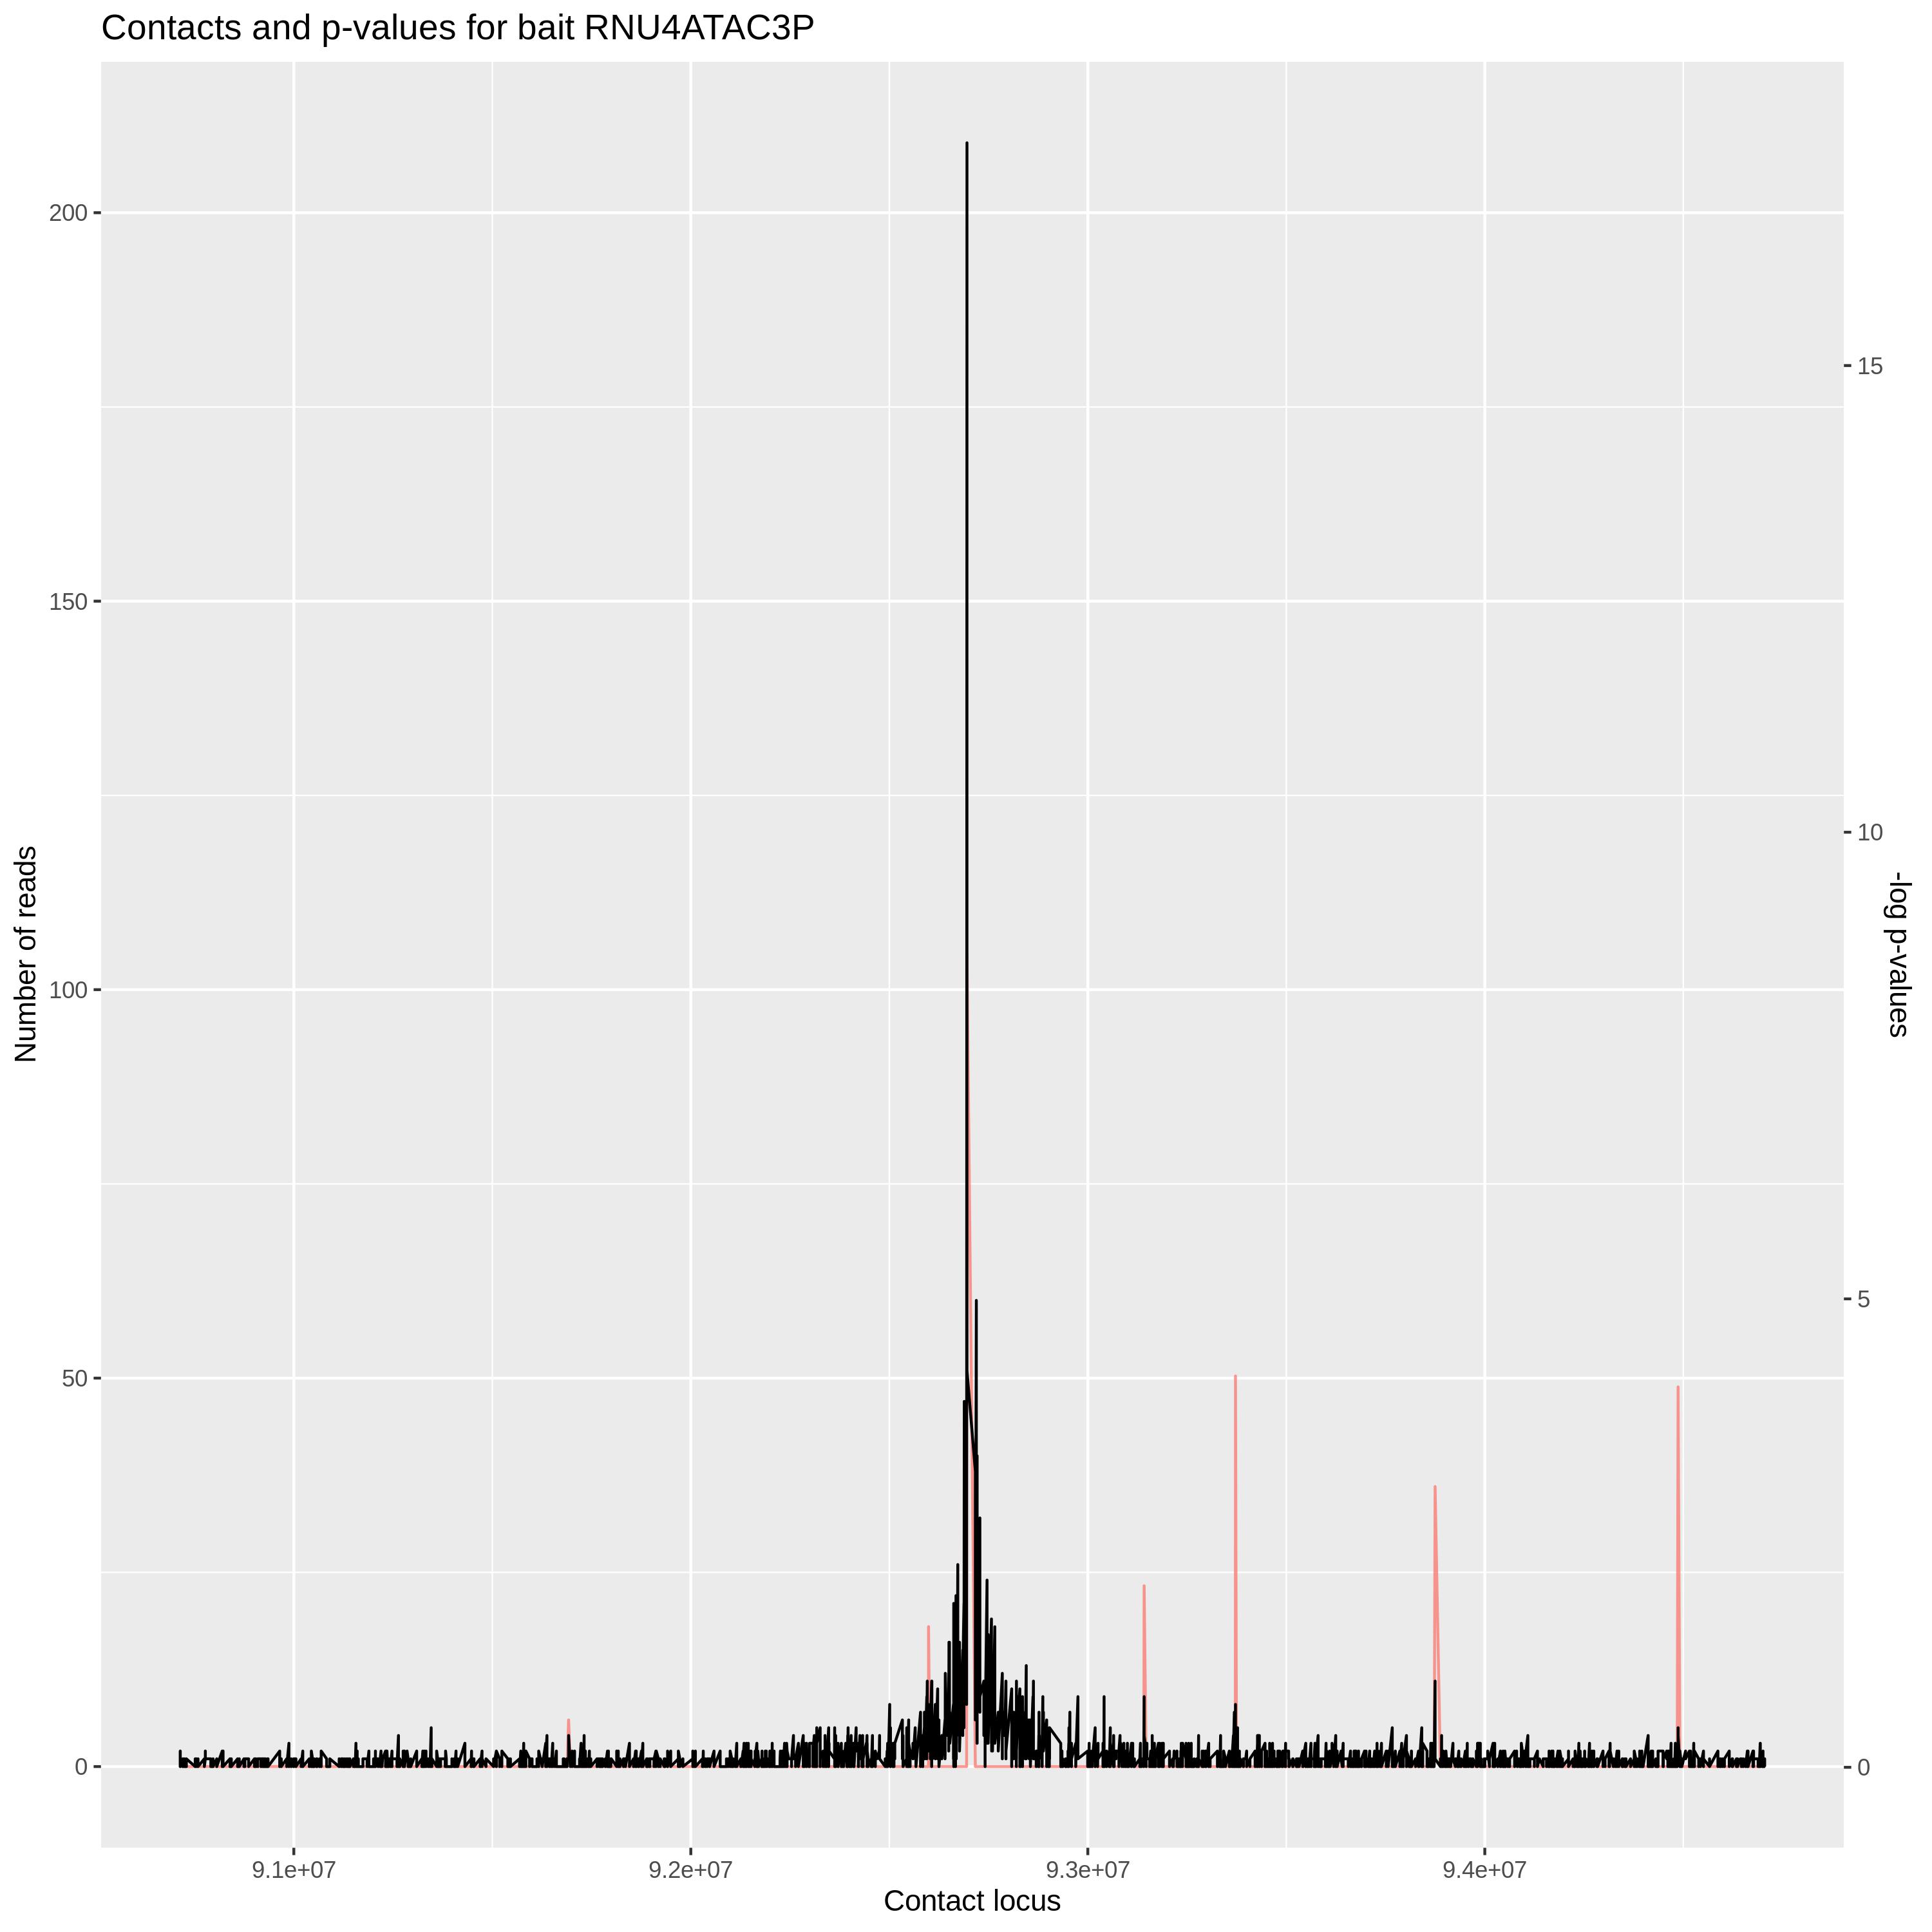 Contacts and p-values for bait RNU4ATAC3P
200
150
100
50
0
Number of reads
15
10
5
0
-log p-values
9.1e+07
9.2e+07
9.3e+07
9.4e+07
Contact locus